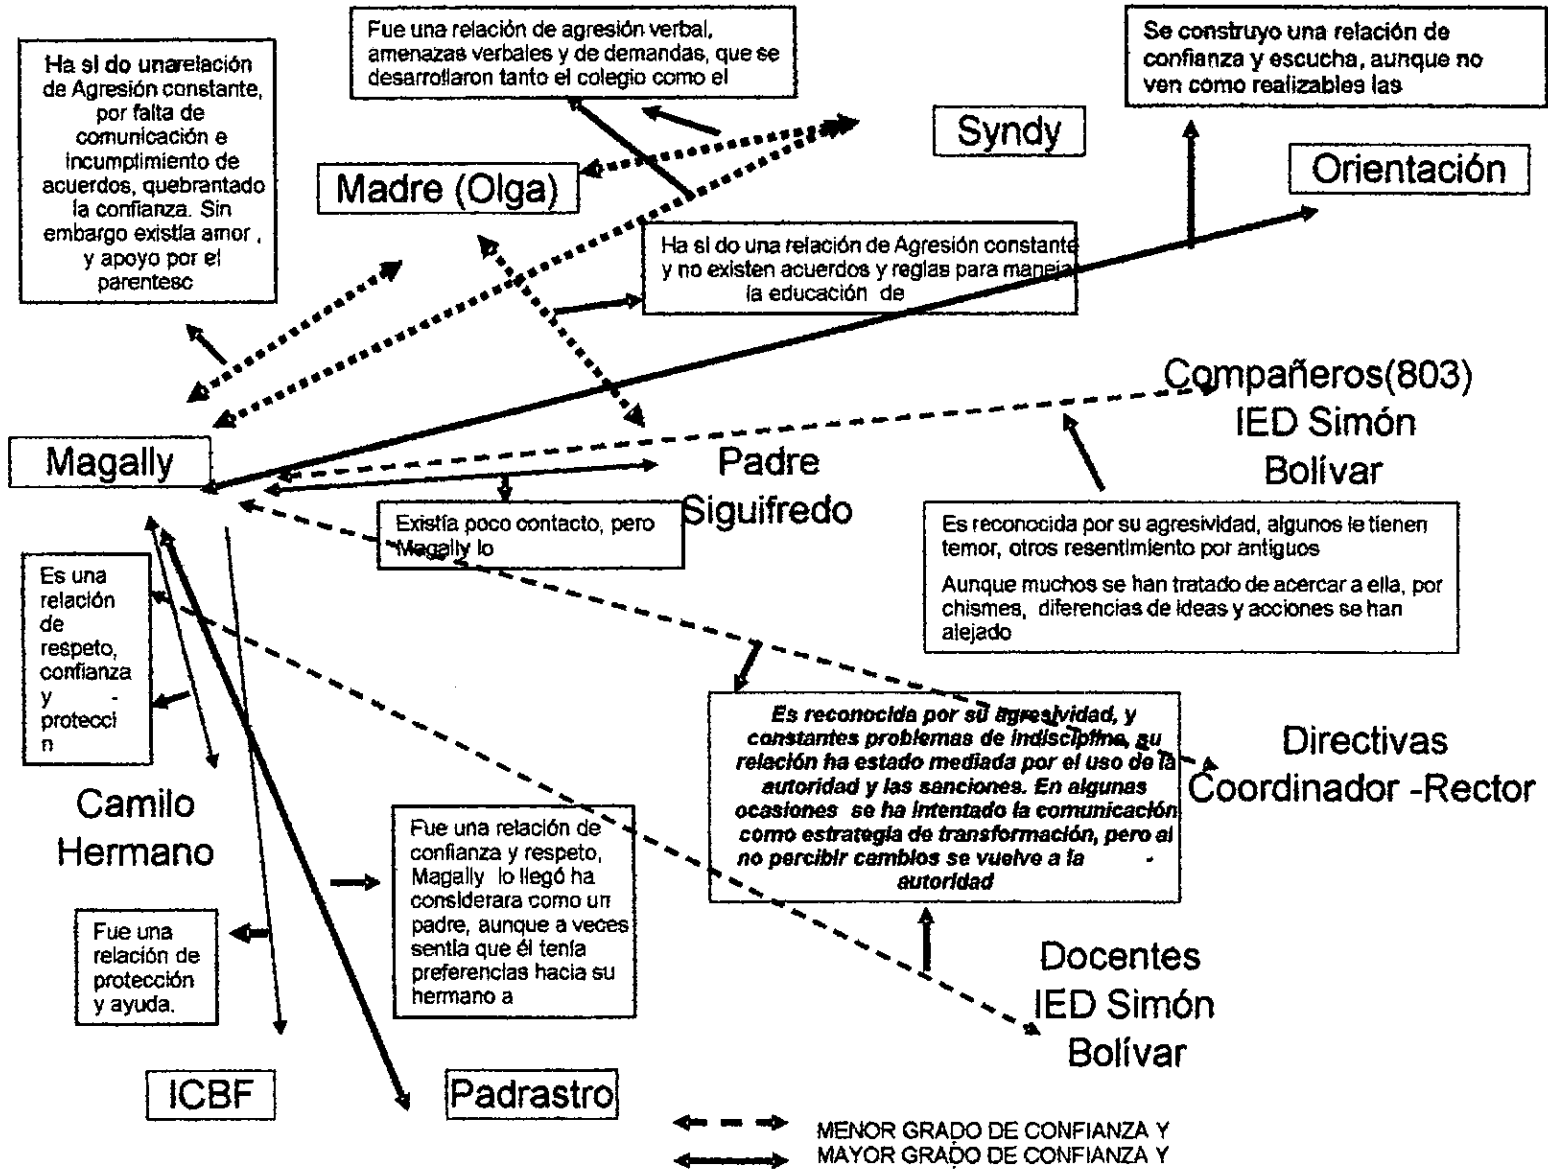 Ha si do unarelación
de Agresión constante,
por falta de
comunicación e
incumplimiento de
acuerdos, quebrantado
la confianza. Sin
embargo existía amor ,
y apoyo por el
parentesc
Fue una relación de agresión verbal,
amenazas verbales y de demandas, que se
desarrollaron tanto el colegio como el
Se construyo una relación de
confianza y escucha, aunque no
ven como realizables las
Syndy
Madre (Olga)
Orientación
Ha si do una relación de Agresión constante
y no existen acuerdos y reglas para manejar
la educación de
Compañeros(803)
IED Simón
Bolívar
Magally
Padre
Siguifredo
Existía poco contacto, pero
Magally lo
Es reconocida por su agresividad, algunos le tienen
temor, otros resentimiento por antiguos
Aunque muchos se han tratado de acercar a ella, por
chismes, diferencias de ideas y acciones se han
alejado
Es una
relación
de
respeto,
confianza
y -
protecci
n
Es reconocida por su agresividad, y
constantes problemas de indisciplina, su
relación ha estado mediada por el uso de la
autoridad y las sanciones. En algunas
ocasiones se ha intentado la comunicación
como estrategia de transformación, pero al
no percibir cambios se vuelve a la -
autoridad
Directivas
Coordinador -Rector
Camilo
Hermano
Fue una relación de
confianza y respeto,
Magally lo llegó ha
considerara como un
padre, aunque a veces
sentía que él tenía
preferencias hacia su
hermano a
Fue una
relación de
protección
y ayuda.
Docentes
IED Simón
Bolívar
ICBF
Padrastro
MENOR GRADO DE CONFIANZA Y
MAYOR GRADO DE CONFIANZA Y